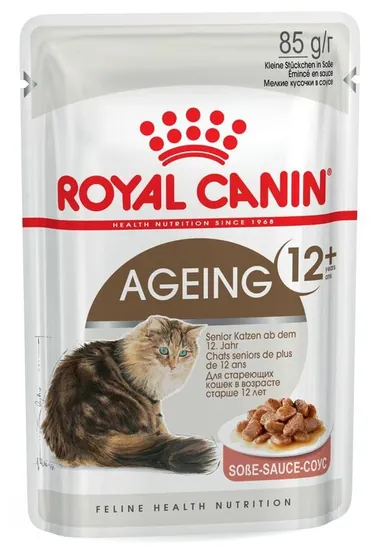 85 g/г
Kleine Stückchen in Soße
Émincé en sauce
Мелкие кусочки в соусе
ROYAL CANIN
HEALTH NUTRITION SINCE 1968
AGEING
12+
years
ans
Senior Katzen ab dem
12. Jahr
Chats seniors de plus
de 12 ans
Для стареющих
кошек в возрасте
старше 12 лет
SOßE-SAUCE-СОУС
FELINE HEALTH NUTRITION